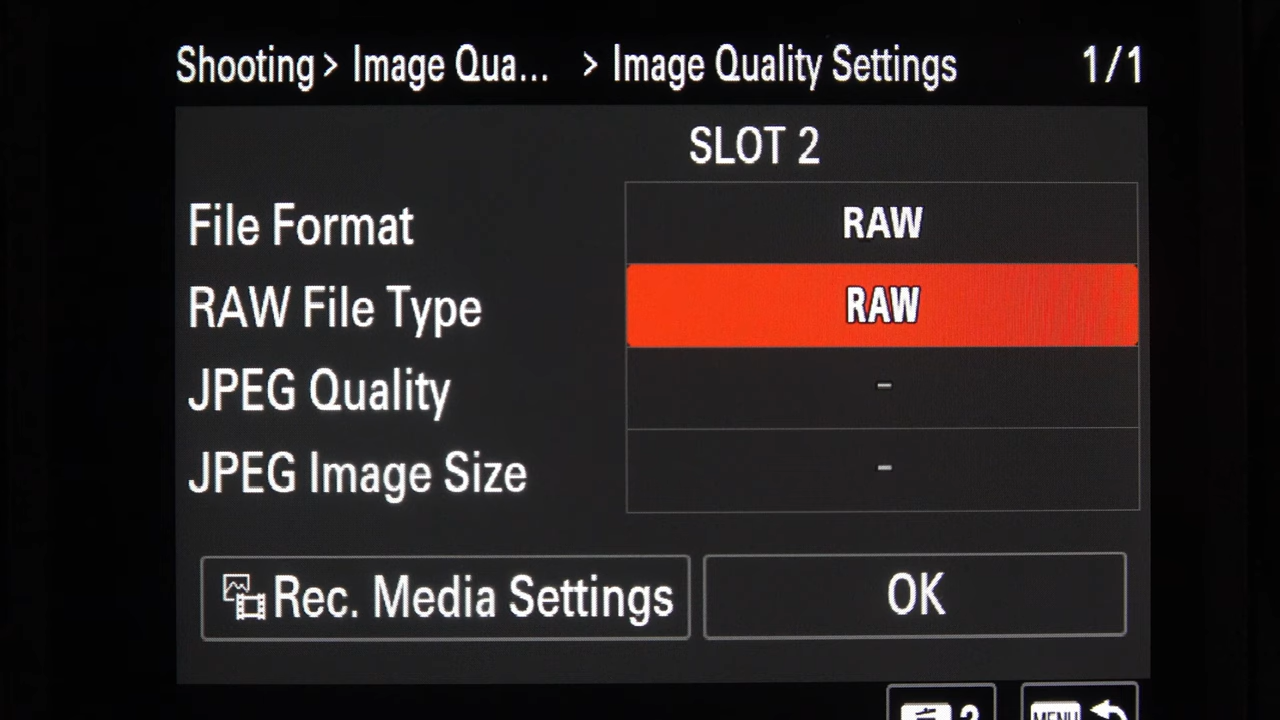 Shooting > Image Qua... > Image Quality Settings 1/1
SLOT 2
File Format RAW
RAW File Type RAW
JPEG Quality –
JPEG Image Size –
Rec. Media Settings OK
? MENU